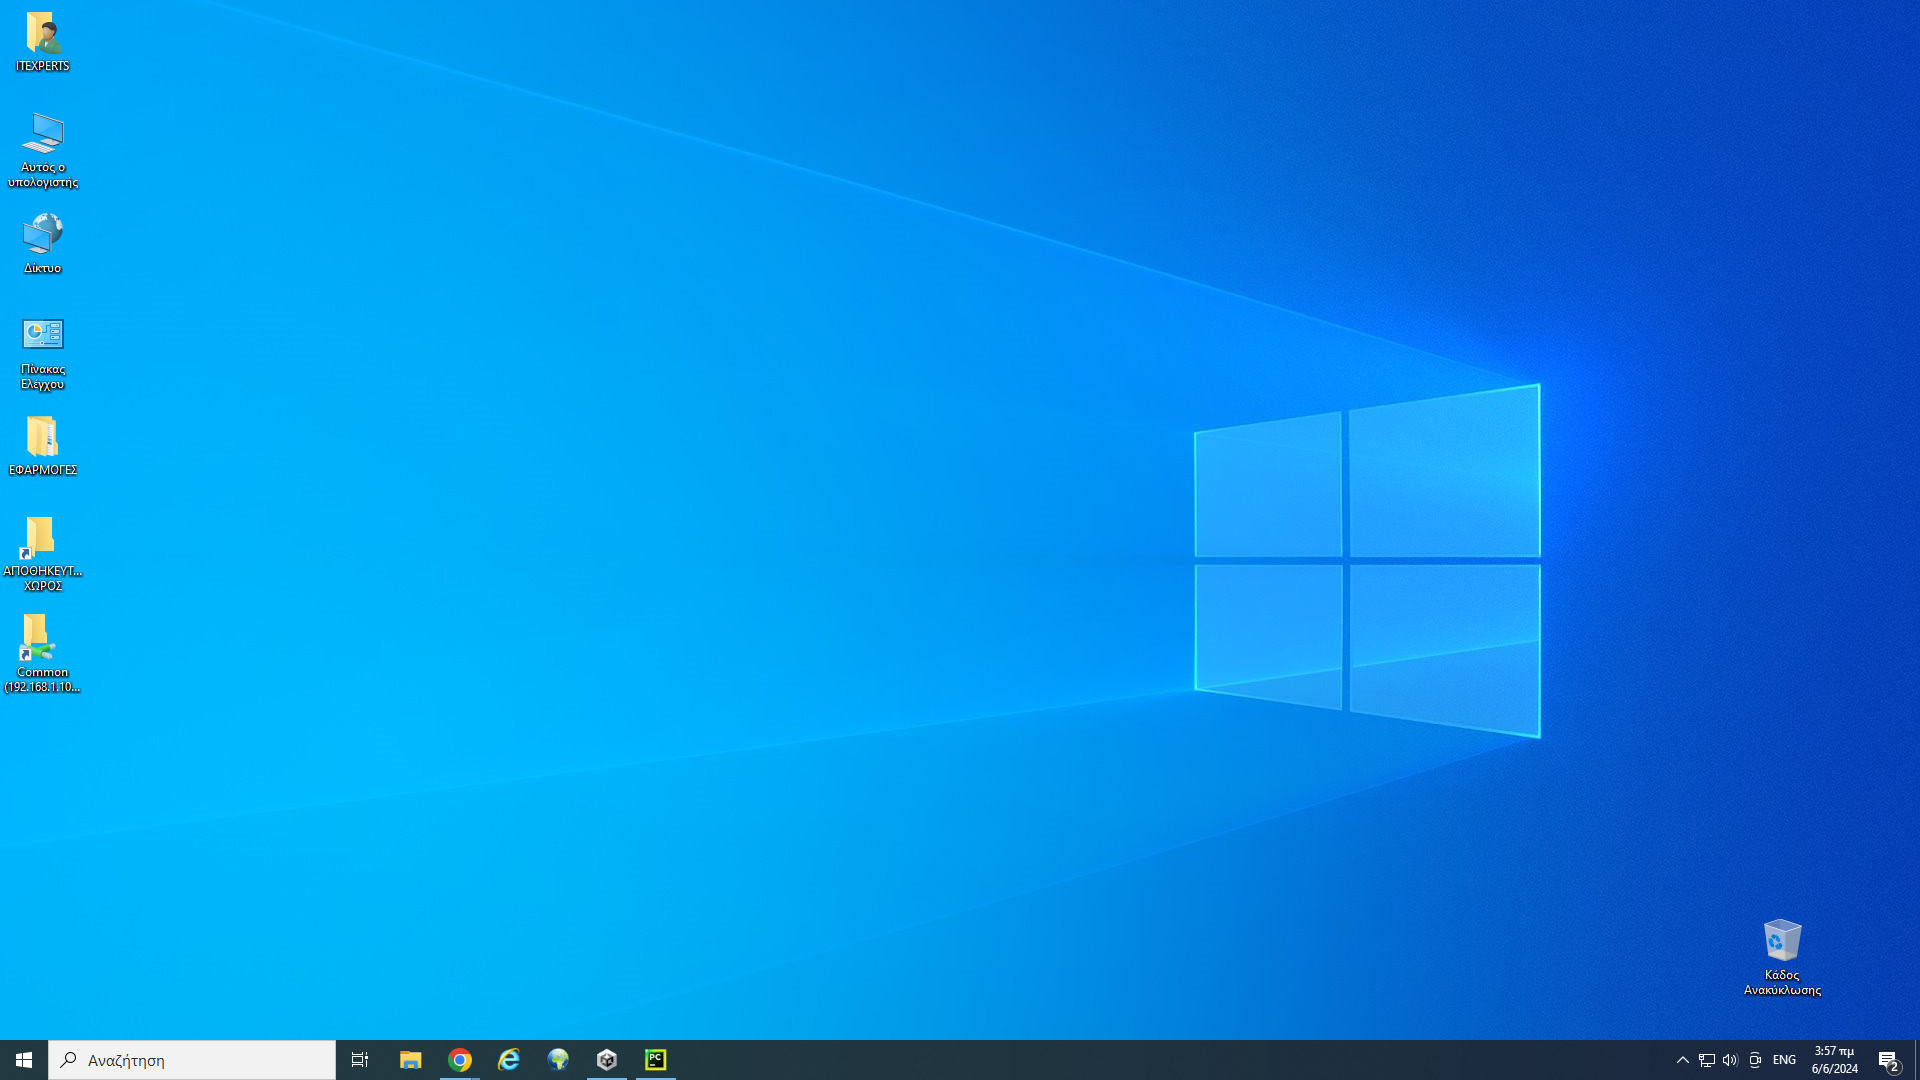 ITEXPERTS
Αυτός ο
υπολογιστής
Δίκτυο
Πίνακας
Ελέγχου
ΕΦΑΡΜΟΓΕΣ
ΑΠΟΘΗΚΕΥΤ...
ΧΩΡΟΣ
Common
(192.168.1.10...
Κάδος
Ανακύκλωσης
Αναζήτηση
PC
ENG
3:57 πμ
6/6/2024
2